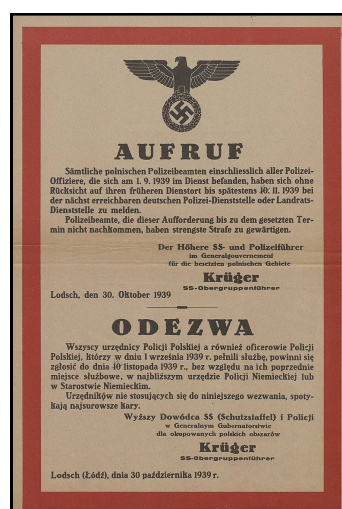 AUFRUF
Sämtliche polnischen Polizeibeamten einschliesslich aller Polizei-
Offiziere, die sich am 1. 9. 1939 im Dienst befanden, haben sich ohne
Rücksicht auf ihren früheren Dienstort bis spätestens 10. 11. 1939 bei
der nächst erreichbaren deutschen Polizei-Dienststelle oder Landrats-
Dienststelle zu melden.
Polizeibeamte, die dieser Aufforderung bis zu dem gesetzten Ter-
min nicht nachkommen, haben strengste Strafe zu gewärtigen.
Der Höhere SS- und Polizeiführer
im Generalgouvernement
für die besetzten polnischen Gebiete
Krüger
SS-Obergruppenführer
Lodsch, den 30. Oktober 1939
ODEZWA
Wszyscy urzędnicy Policji Polskiej a również oficerowie Policji
Polskiej, którzy w dniu 1 września 1939 r. pełnili służbę, powinni się
zgłosić do dnia 10 listopada 1939 r., bez względu na ich poprzednie
miejsce służbowe, w najbliższym urzędzie Policji Niemieckiej lub
w Starostwie Niemieckim.
Urzędników nie stosujących się do niniejszego wezwania, spoty-
kają najsurowsze kary.
Wyższy Dowódca SS (Schutzstaffel) i Policji
w Generalnym Gubernatorstwie
dla okupowanych polskich obszarów
Krüger
SS-Obergruppenführer
Lodsch (Łódź), dnia 30 października 1939 r.